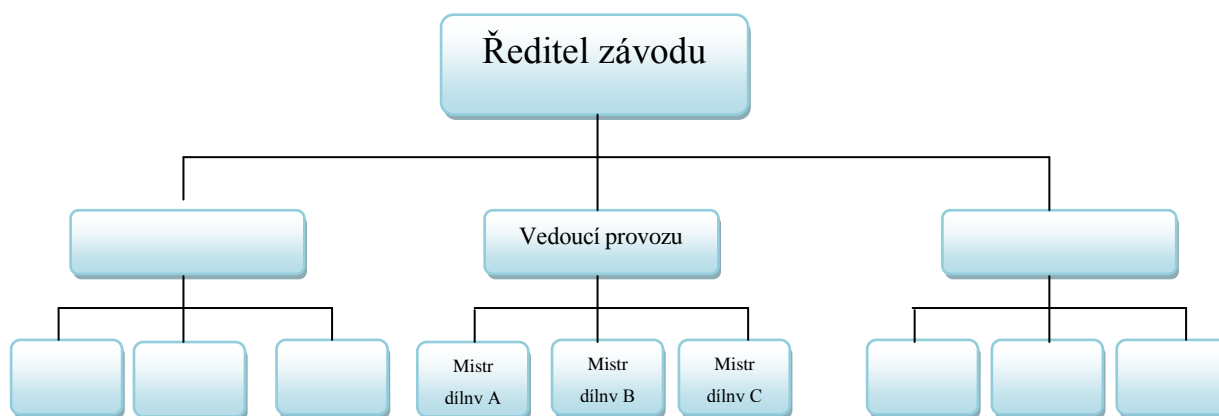 Ředitel závodu
Vedoucí provozu
Mistr
dílny A
Mistr
dílny B
Mistr
dílny C